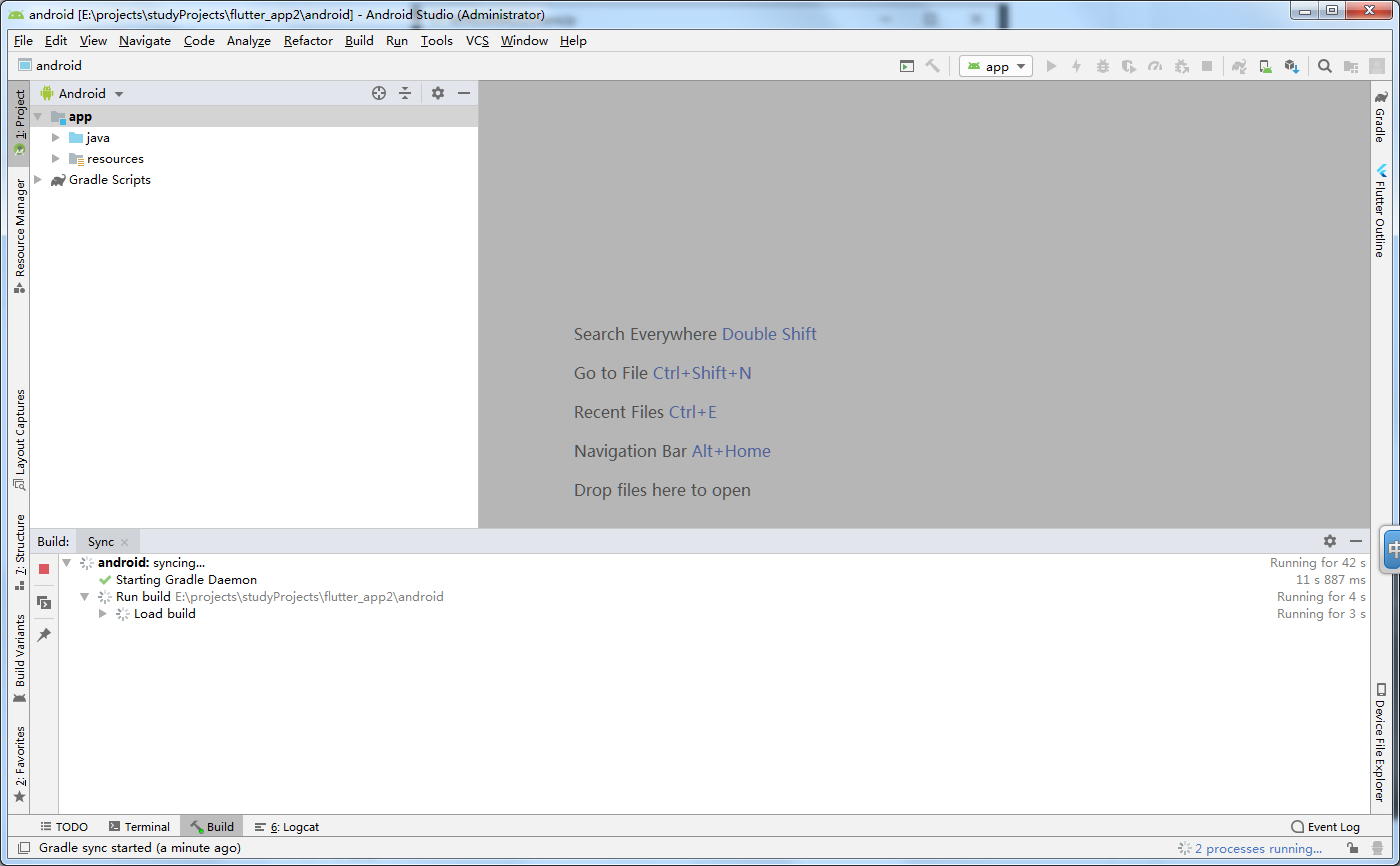 android [E:\projects\studyProjects\flutter_app2\android] - Android Studio (Administrator)
File Edit View Navigate Code Analyze Refactor Build Run Tools VCS Window Help
android
app
1: Project
Resource Manager
Layout Captures
7: Structure
Build Variants
2: Favorites
Android
app
java
resources
Gradle Scripts
Search Everywhere Double Shift
Go to File Ctrl+Shift+N
Recent Files Ctrl+E
Navigation Bar Alt+Home
Drop files here to open
Gradle
Flutter Outline
Device File Explorer
中
Build: Sync
android: syncing... Running for 42 s
Starting Gradle Daemon 11 s 887 ms
Run build E:\projects\studyProjects\flutter_app2\android Running for 4 s
Load build Running for 3 s
TODO Terminal Build 6: Logcat Event Log
Gradle sync started (a minute ago) 2 processes running...